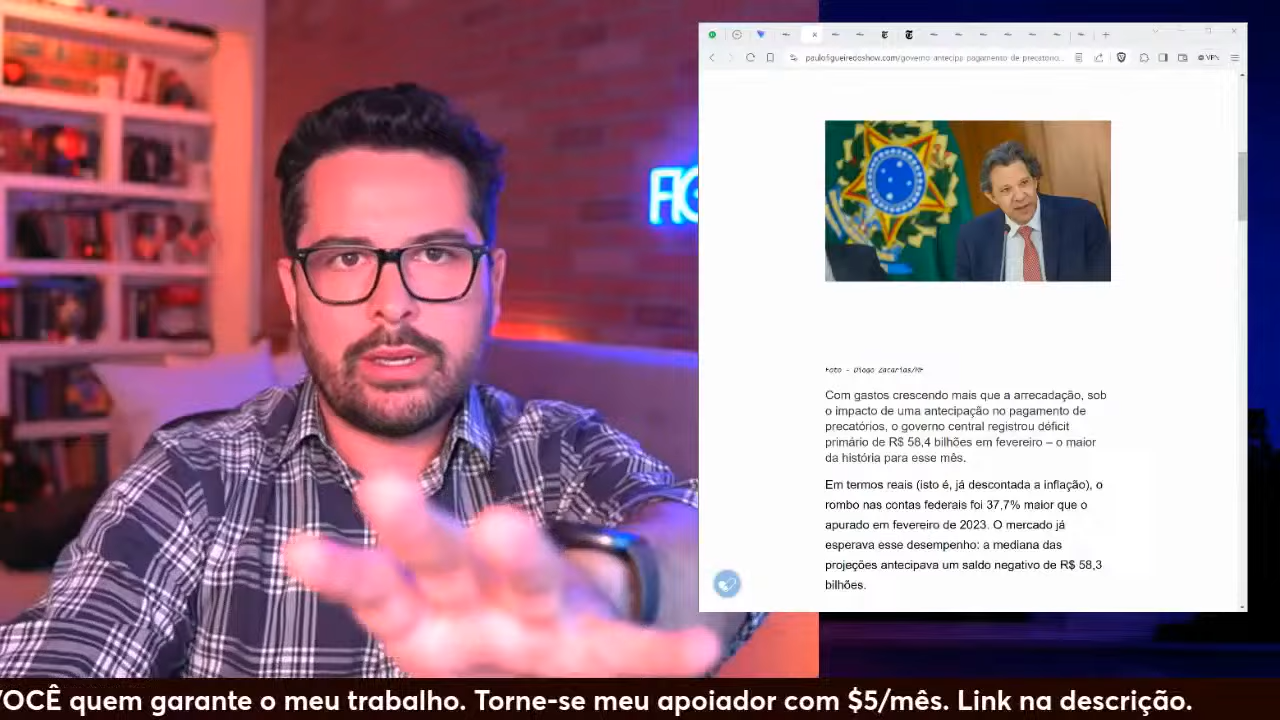 FIG
paulofigueiredoshow.com/governo-antecipa-pagamento-de-precatorio...
VPN
Foto - Diogo Zacarias/MF
Com gastos crescendo mais que a arrecadação, sob
o impacto de uma antecipação no pagamento de
precatórios, o governo central registrou déficit
primário de R$ 58,4 bilhões em fevereiro – o maior
da história para esse mês.
Em termos reais (isto é, já descontada a inflação), o
rombo nas contas federais foi 37,7% maior que o
apurado em fevereiro de 2023. O mercado já
esperava esse desempenho: a mediana das
projeções antecipava um saldo negativo de R$ 58,3
bilhões.
VOCÊ quem garante o meu trabalho. Torne-se meu apoiador com $5/mês. Link na descrição.